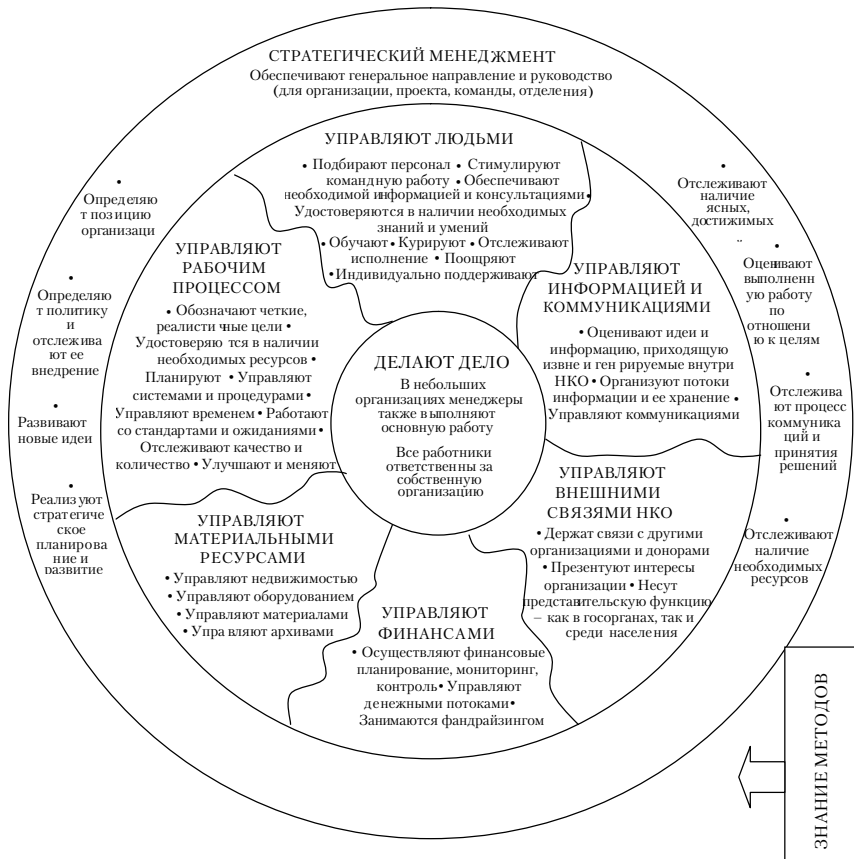 СТРАТЕГИЧЕСКИЙ МЕНЕДЖМЕНТ
Обеспечивают генеральное направление и руководство
(для организации, проекта, команды, отделения)
УПРАВЛЯЮТ ЛЮДЬМИ
• Подбирают персонал • Стимулируют
командную работу • Обеспечивают
необходимой информацией и консультациями •
Удостоверяются в наличии необходимых
знаний и умений
• Обучают • Курируют • Отслеживают
исполнение • Поощряют
• Индивидуально поддерживают
•
Определяю
т позицию
организаци
•
Определяю
т политику
и
отслежива
ют ее
внедрение
•
Развивают
новые идеи
•
Реализуют
стратегиче
ское
планирова
ние и
развитие
УПРАВЛЯЮТ
РАБОЧИМ
ПРОЦЕССОМ
• Обозначают четкие,
реалистичные цели •
Удостоверяются в наличии
необходимых ресурсов •
Планируют • Управляют
системами и процедурами •
Управляют временем • Работают
со стандартами и ожиданиями •
Отслеживают качество и
количество • Улучшают и меняют
ДЕЛАЮТ ДЕЛО
В небольших
организациях менеджеры
также выполняют
основную работу
Все работники
ответственны за
собственную
организацию
УПРАВЛЯЮТ
ИНФОРМАЦИЕЙ И
КОММУНИКАЦИЯМИ
• Оценивают идеи и
информацию, приходящую
извне и генрируемые внутри
НКО • Организуют потоки
информации и ее хранение •
Управляют коммуникациями
•
Отслеживают
наличие
ясных,
достижимых
•
Оценивают
выполненн
ую работу
по
отношени
ю к целям
•
Отслежива
ют процесс
коммуника
ций и
принятия
решений
•
Отслеживают
наличие
необходимых
ресурсов
УПРАВЛЯЮТ
МАТЕРИАЛЬНЫМИ
РЕСУРСАМИ
• Управляют недвижимостью
• Управляют оборудованием
• Управляют материалами
• Управляют архивами
УПРАВЛЯЮТ
ФИНАНСАМИ
• Осуществляют финансовые
планирование, мониторинг,
контроль • Управляют
денежными потоками •
Занимаются фандрайзингом
УПРАВЛЯЮТ
ВНЕШНИМИ
СВЯЗЯМИ НКО
• Держат связи с другими
организациями и донорами
• Презентуют интересы
организации • Несут
представительскую функцию
– как в госорганах, так и
среди населения
ЗНАНИЕ МЕТОДОВ